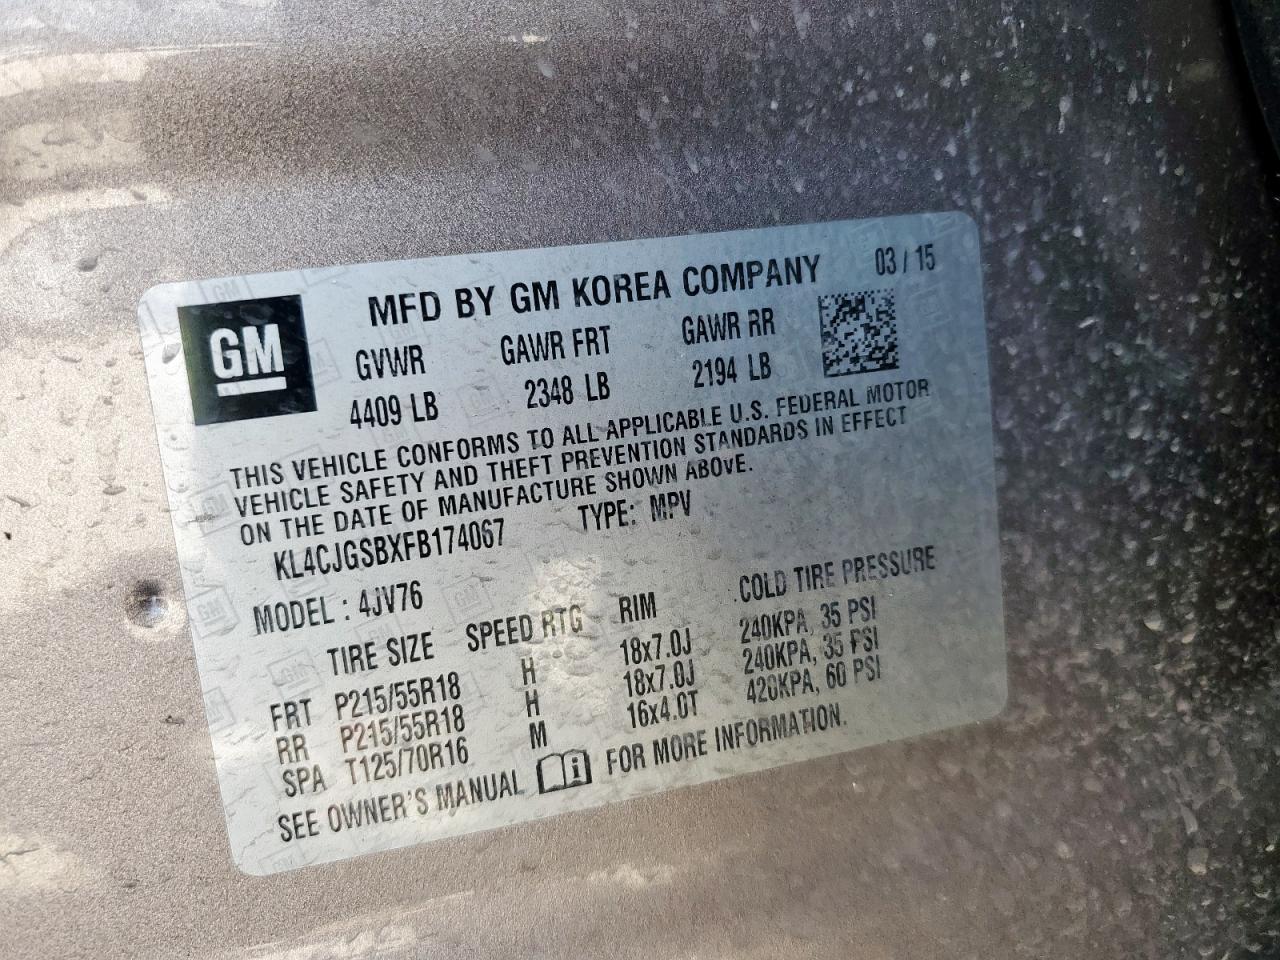 GM
MFD BY GM KOREA COMPANY 03 / 15
GVWR GAWR FRT GAWR RR
4409 LB 2348 LB 2194 LB
THIS VEHICLE CONFORMS TO ALL APPLICABLE U.S. FEDERAL MOTOR
VEHICLE SAFETY AND THEFT PREVENTION STANDARDS IN EFFECT
ON THE DATE OF MANUFACTURE SHOWN ABOVE.
KL4CJGSBXFB174067 TYPE: MPV
MODEL : 4JV76
TIRE SIZE SPEED RTG RIM COLD TIRE PRESSURE
FRT P215/55R18 H 18x7.0J 240KPA, 35 PSI
RR P215/55R18 H 18x7.0J 240KPA, 35 PSI
SPA T125/70R16 M 16x4.0T 420KPA, 60 PSI
SEE OWNER'S MANUAL FOR MORE INFORMATION.